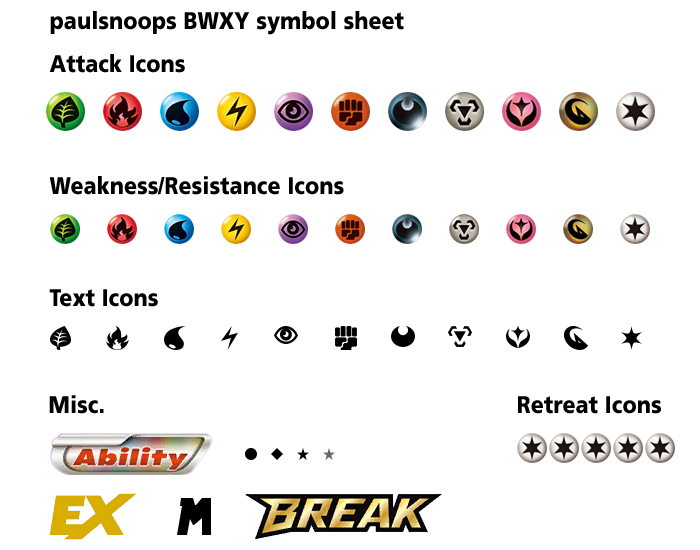 paulsnoops BWXY symbol sheet
Attack Icons
Weakness/Resistance Icons
Text Icons
Misc.
Retreat Icons
Ability
EX M BREAK